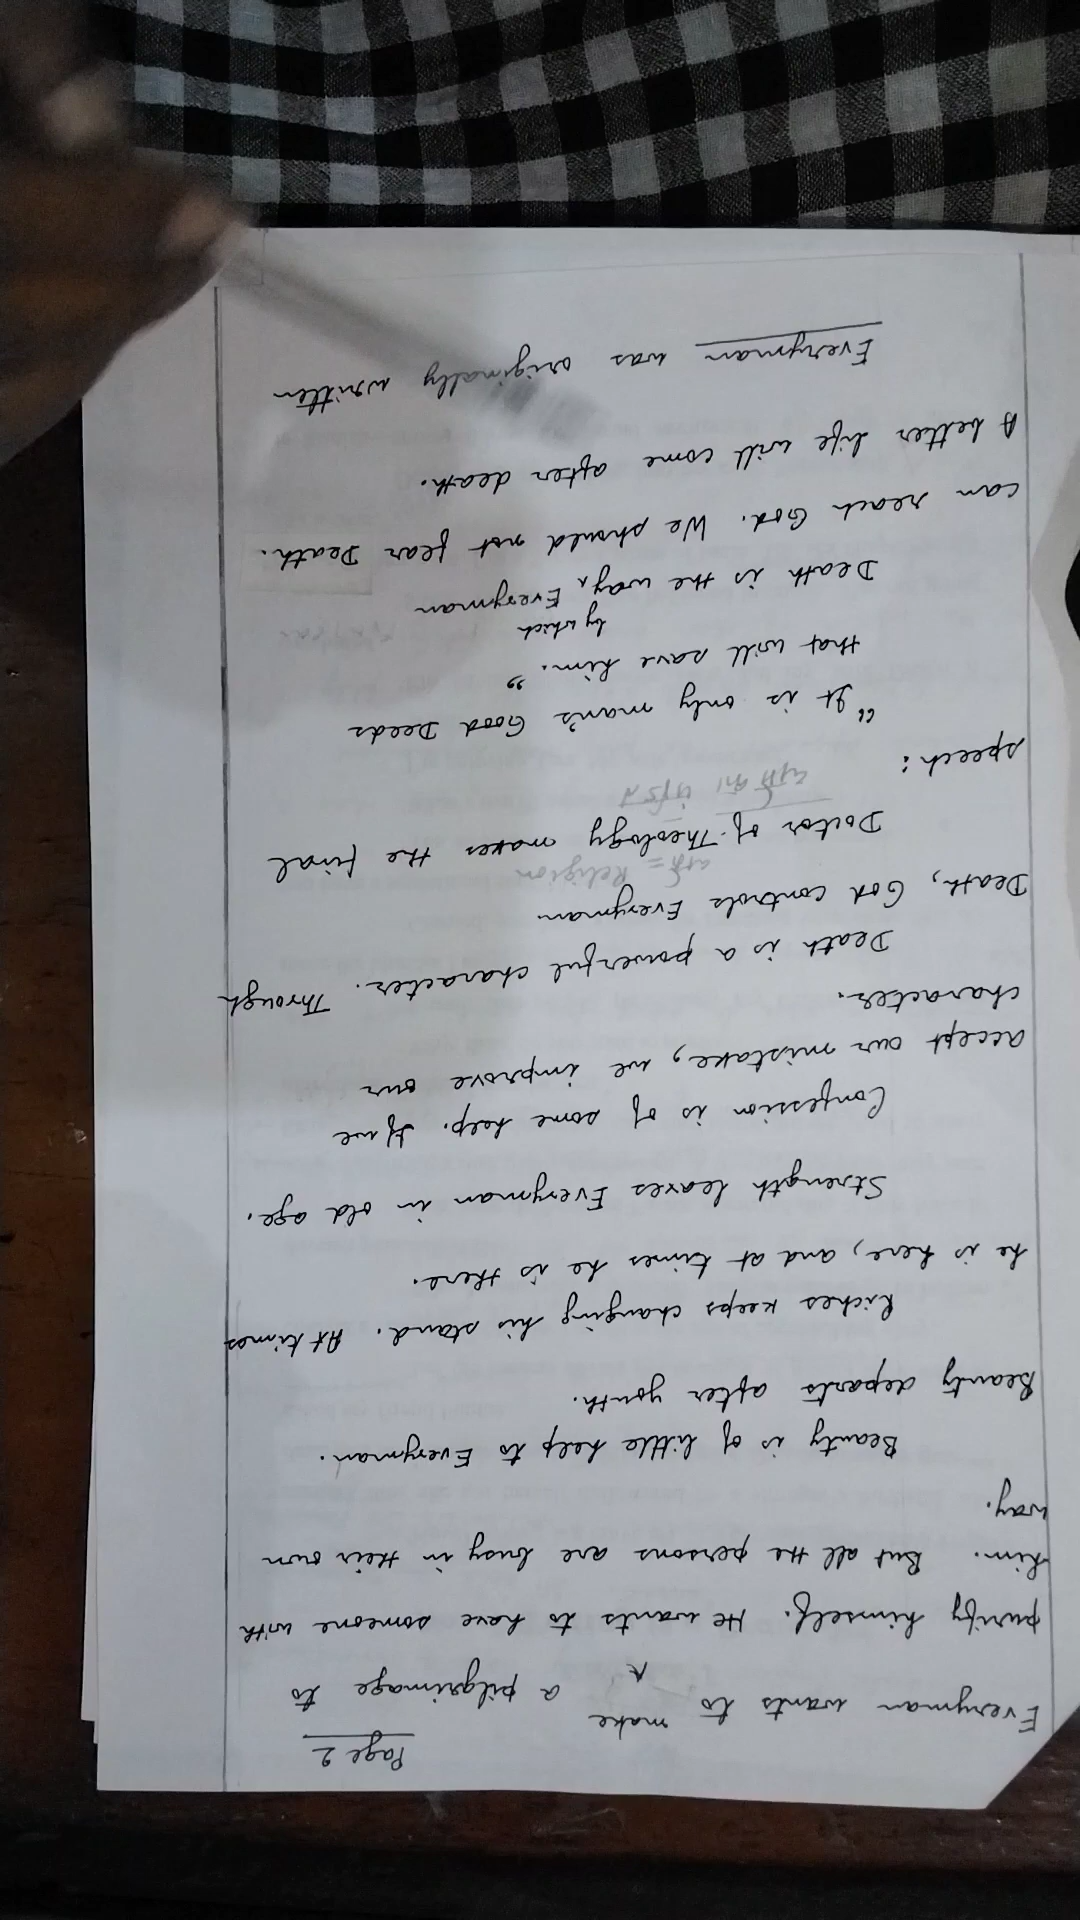 Page 2
Everyman wants to make a pilgrimage to
purify himself. He wants to have someone with
him. But all the persons are busy in their own
way.
Beauty is of little help to Everyman.
Beauty departs after youth.
Riches keeps changing his stand. At times
he is here, and at times he is there.
Strength leaves Everyman in old age.
Confession is of some help. If we
accept our mistake, we improve our
character.
Death is a powerful character. Through
Death, God controls Everyman.
धर्म = Religion
Doctor of Theology makes the final
speech:
"It is only man's Good Deeds
that will save him."
by which
Death is the way, Everyman
can reach God. We should not fear Death.
A better life will come after death.
Everyman was originally written